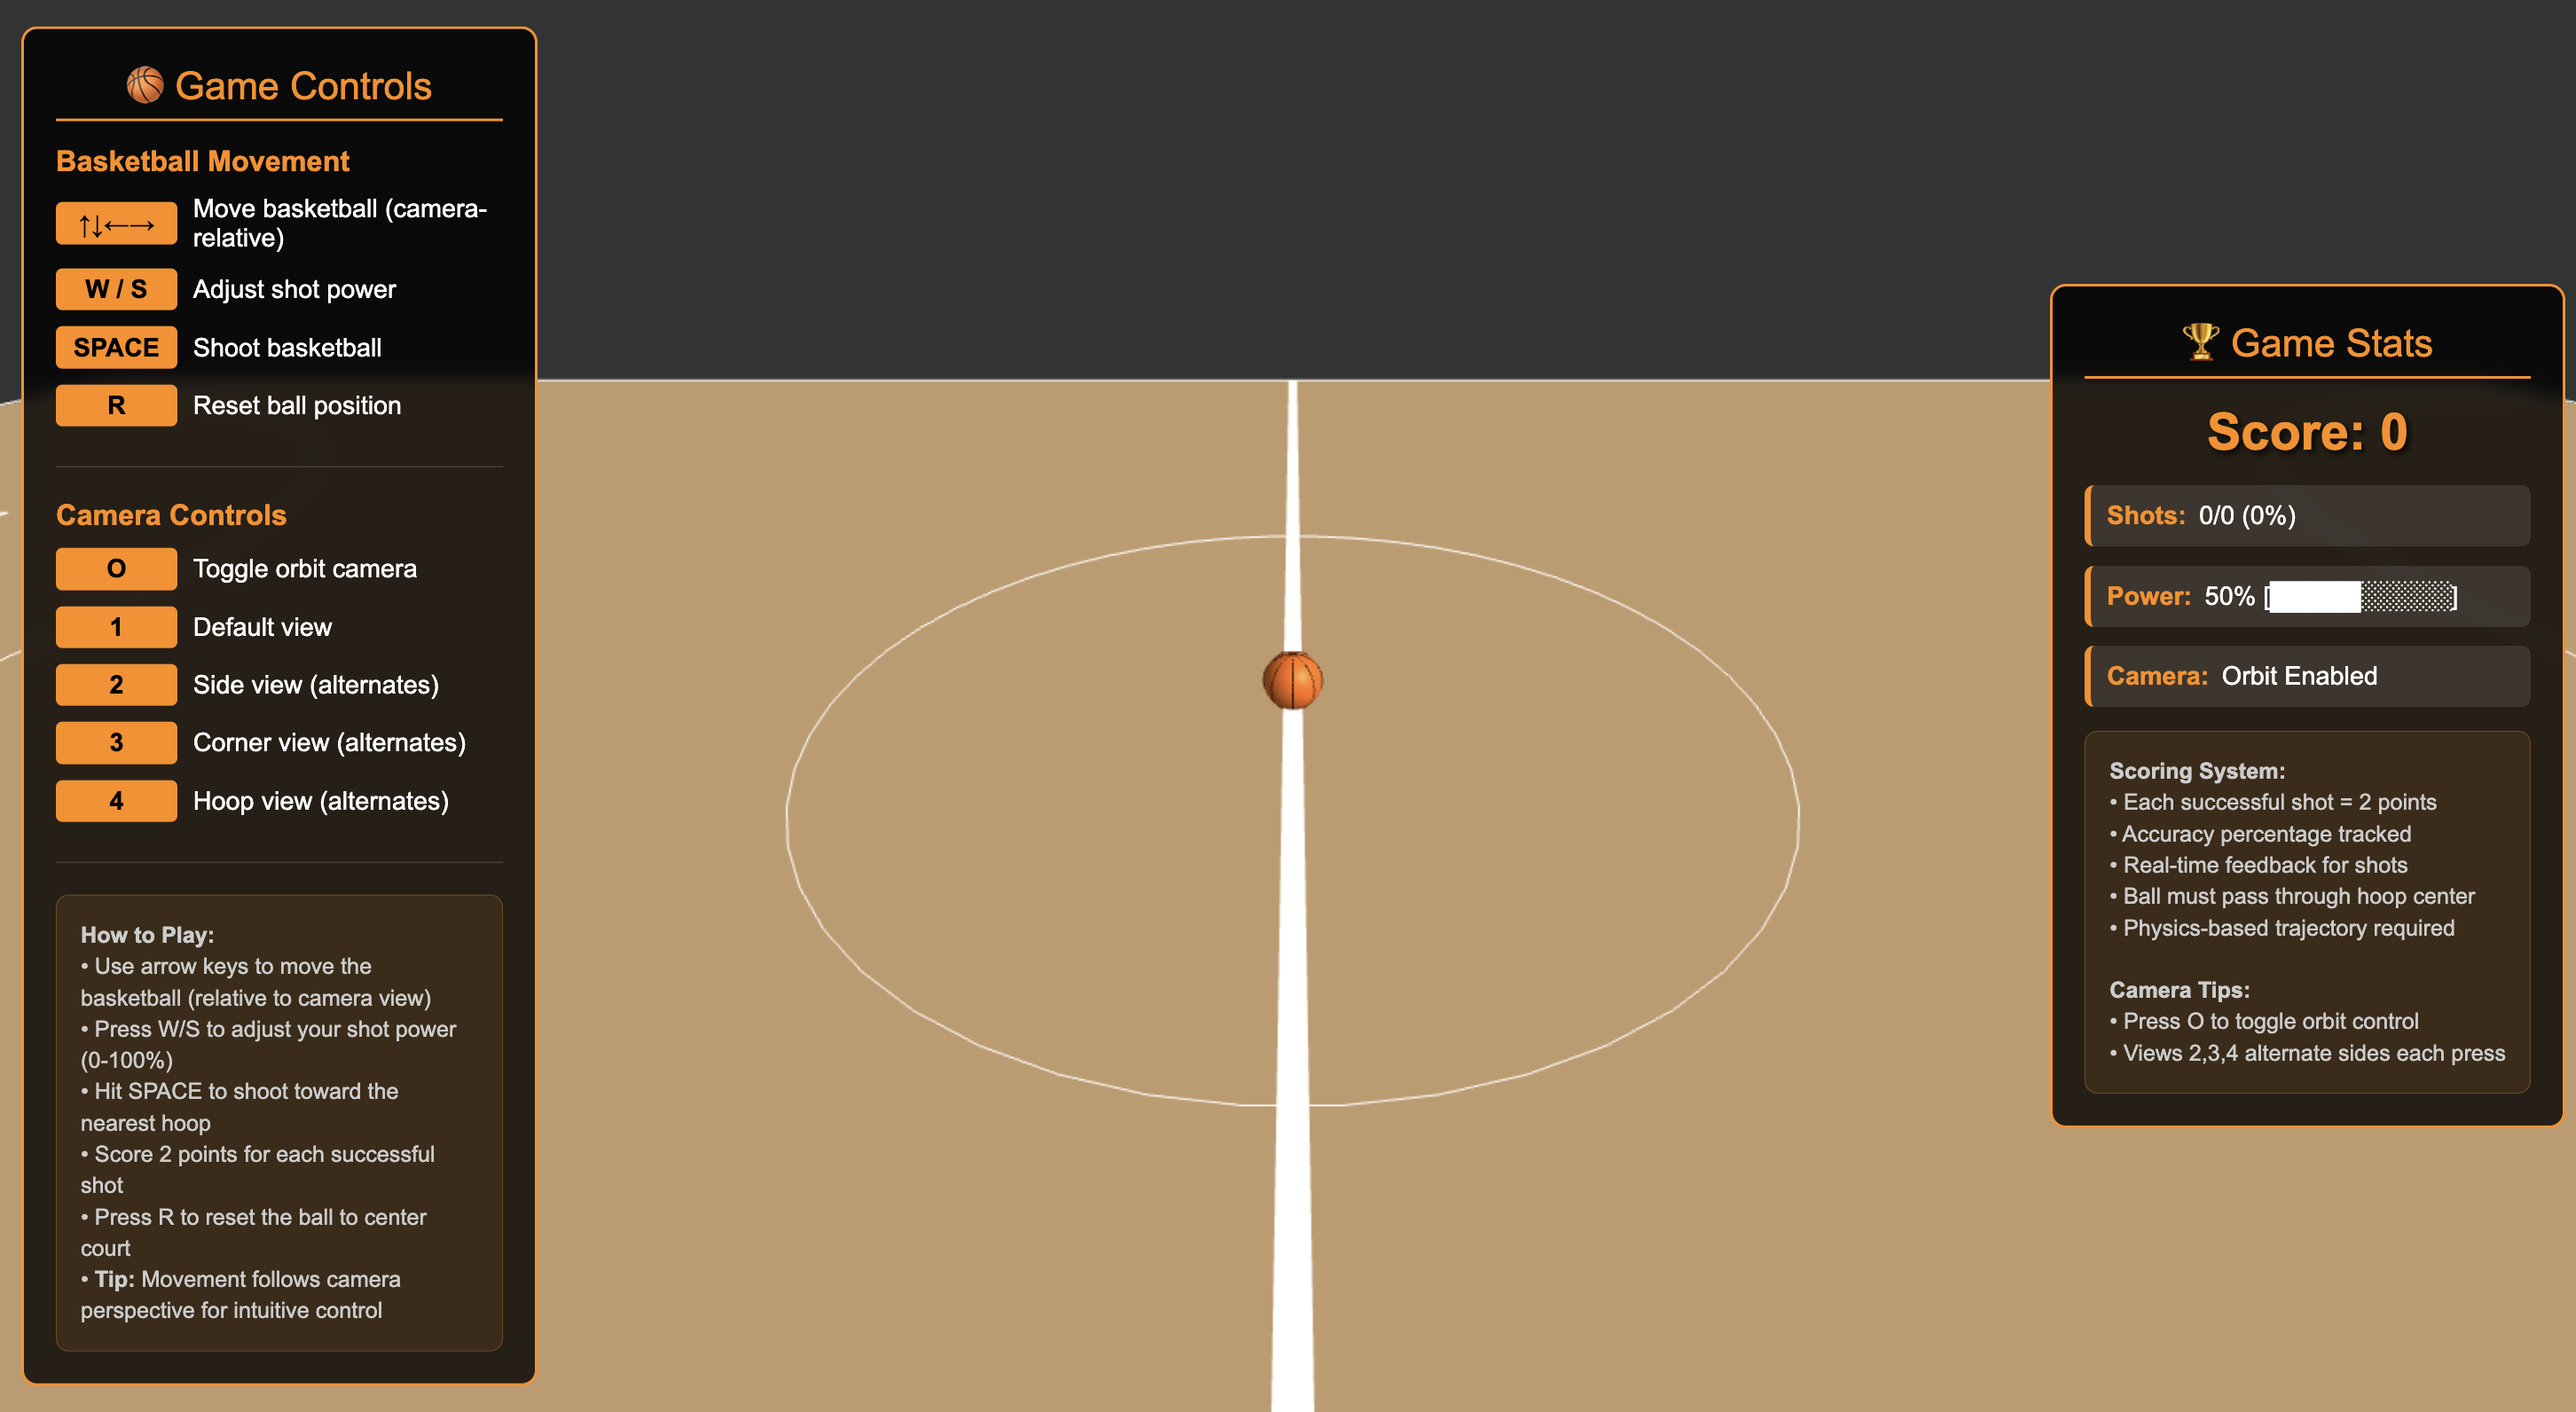 Game Controls
Basketball Movement
↑↓←→ Move basketball (camera-
relative)
W / S Adjust shot power
SPACE Shoot basketball
R Reset ball position
Camera Controls
O Toggle orbit camera
1 Default view
2 Side view (alternates)
3 Corner view (alternates)
4 Hoop view (alternates)
How to Play:
• Use arrow keys to move the
basketball (relative to camera view)
• Press W/S to adjust your shot power
(0-100%)
• Hit SPACE to shoot toward the
nearest hoop
• Score 2 points for each successful
shot
• Press R to reset the ball to center
court
• Tip: Movement follows camera
perspective for intuitive control
Game Stats
Score: 0
Shots: 0/0 (0%)
Power: 50% [█████░░░░░]
Camera: Orbit Enabled
Scoring System:
• Each successful shot = 2 points
• Accuracy percentage tracked
• Real-time feedback for shots
• Ball must pass through hoop center
• Physics-based trajectory required
Camera Tips:
• Press O to toggle orbit control
• Views 2,3,4 alternate sides each press